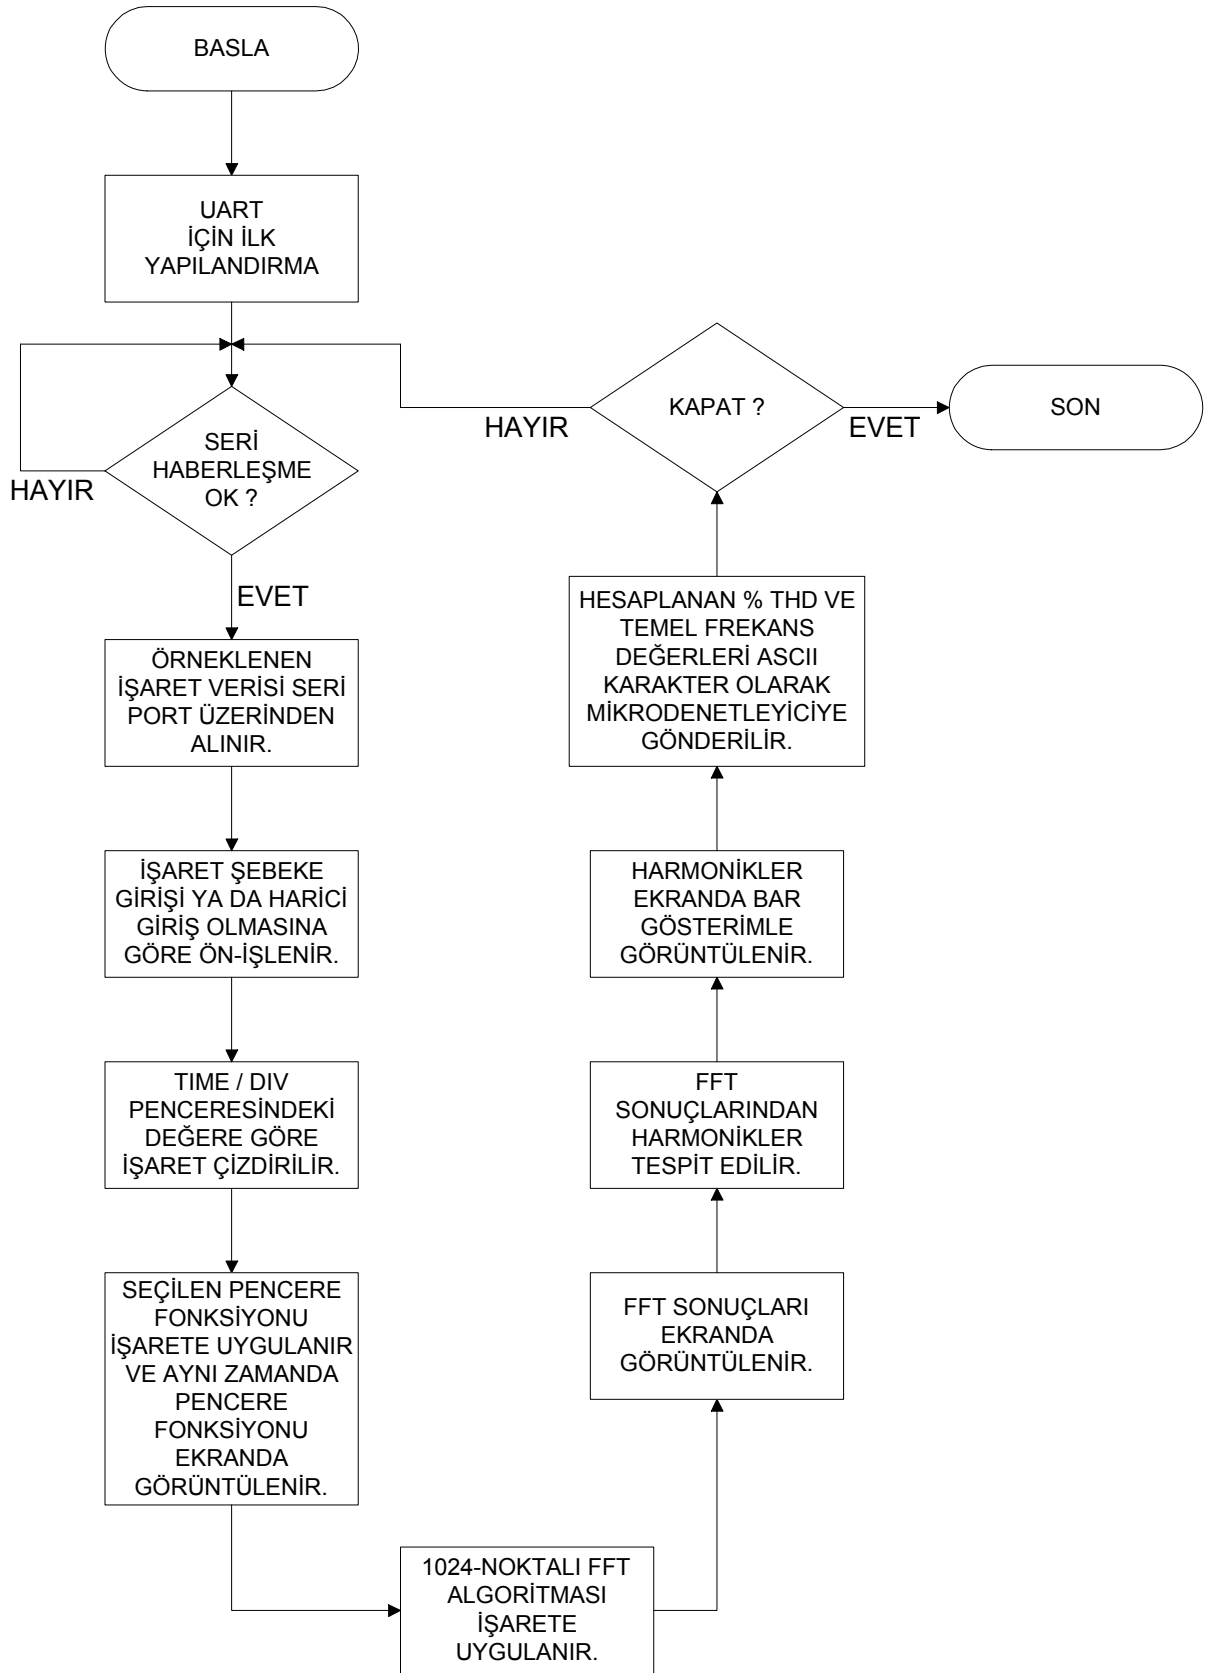 BASLA
UART
İÇİN İLK
YAPILANDIRMA
SERİ
HABERLEŞME
OK ?
HAYIR
EVET
ÖRNEKLENEN
İŞARET VERİSİ SERİ
PORT ÜZERİNDEN
ALINIR.
İŞARET ŞEBEKE
GİRİŞİ YA DA HARİCİ
GİRİŞ OLMASINA
GÖRE ÖN-İŞLENİR.
TIME / DIV
PENCERESİNDEKİ
DEĞERE GÖRE
İŞARET ÇİZDİRİLİR.
SEÇİLEN PENCERE
FONKSİYONU
İŞARETE UYGULANIR
VE AYNI ZAMANDA
PENCERE
FONKSİYONU
EKRANDA
GÖRÜNTÜLENİR.
1024-NOKTALI FFT
ALGORİTMASI
İŞARETE
UYGULANIR.
FFT SONUÇLARI
EKRANDA
GÖRÜNTÜLENİR.
FFT
SONUÇLARINDAN
HARMONİKLER
TESPİT EDİLİR.
HARMONİKLER
EKRANDA BAR
GÖSTERİMLE
GÖRÜNTÜLENİR.
HESAPLANAN % THD VE
TEMEL FREKANS
DEĞERLERİ ASCII
KARAKTER OLARAK
MİKRODENETLEYİCİYE
GÖNDERİLİR.
KAPAT ?
HAYIR
EVET
SON